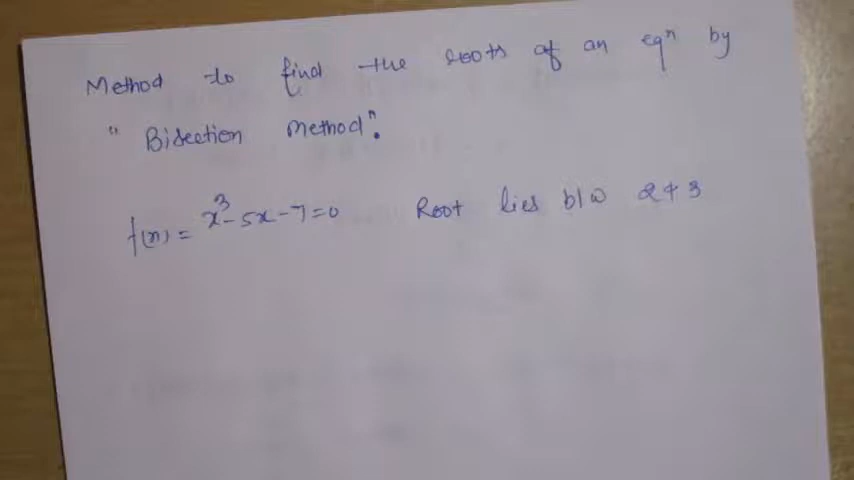 Method to find the roots of an eqⁿ by
" Bisection Method".
f(x) = x³-5x-7=0 Root lies b/w 2 & 3